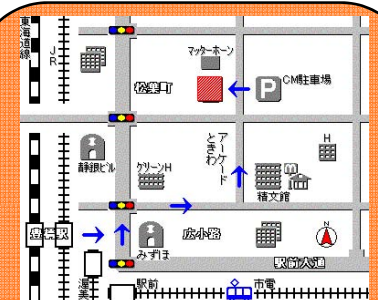 東海道線
JR
マッターホーン
松葉町
P
CM駐車場
静銀ビル
グリーンH
アーケード
ときわ
H
精文館
豊橋駅
広小路
みずほ
駅前大通
渥美
駅前
市電